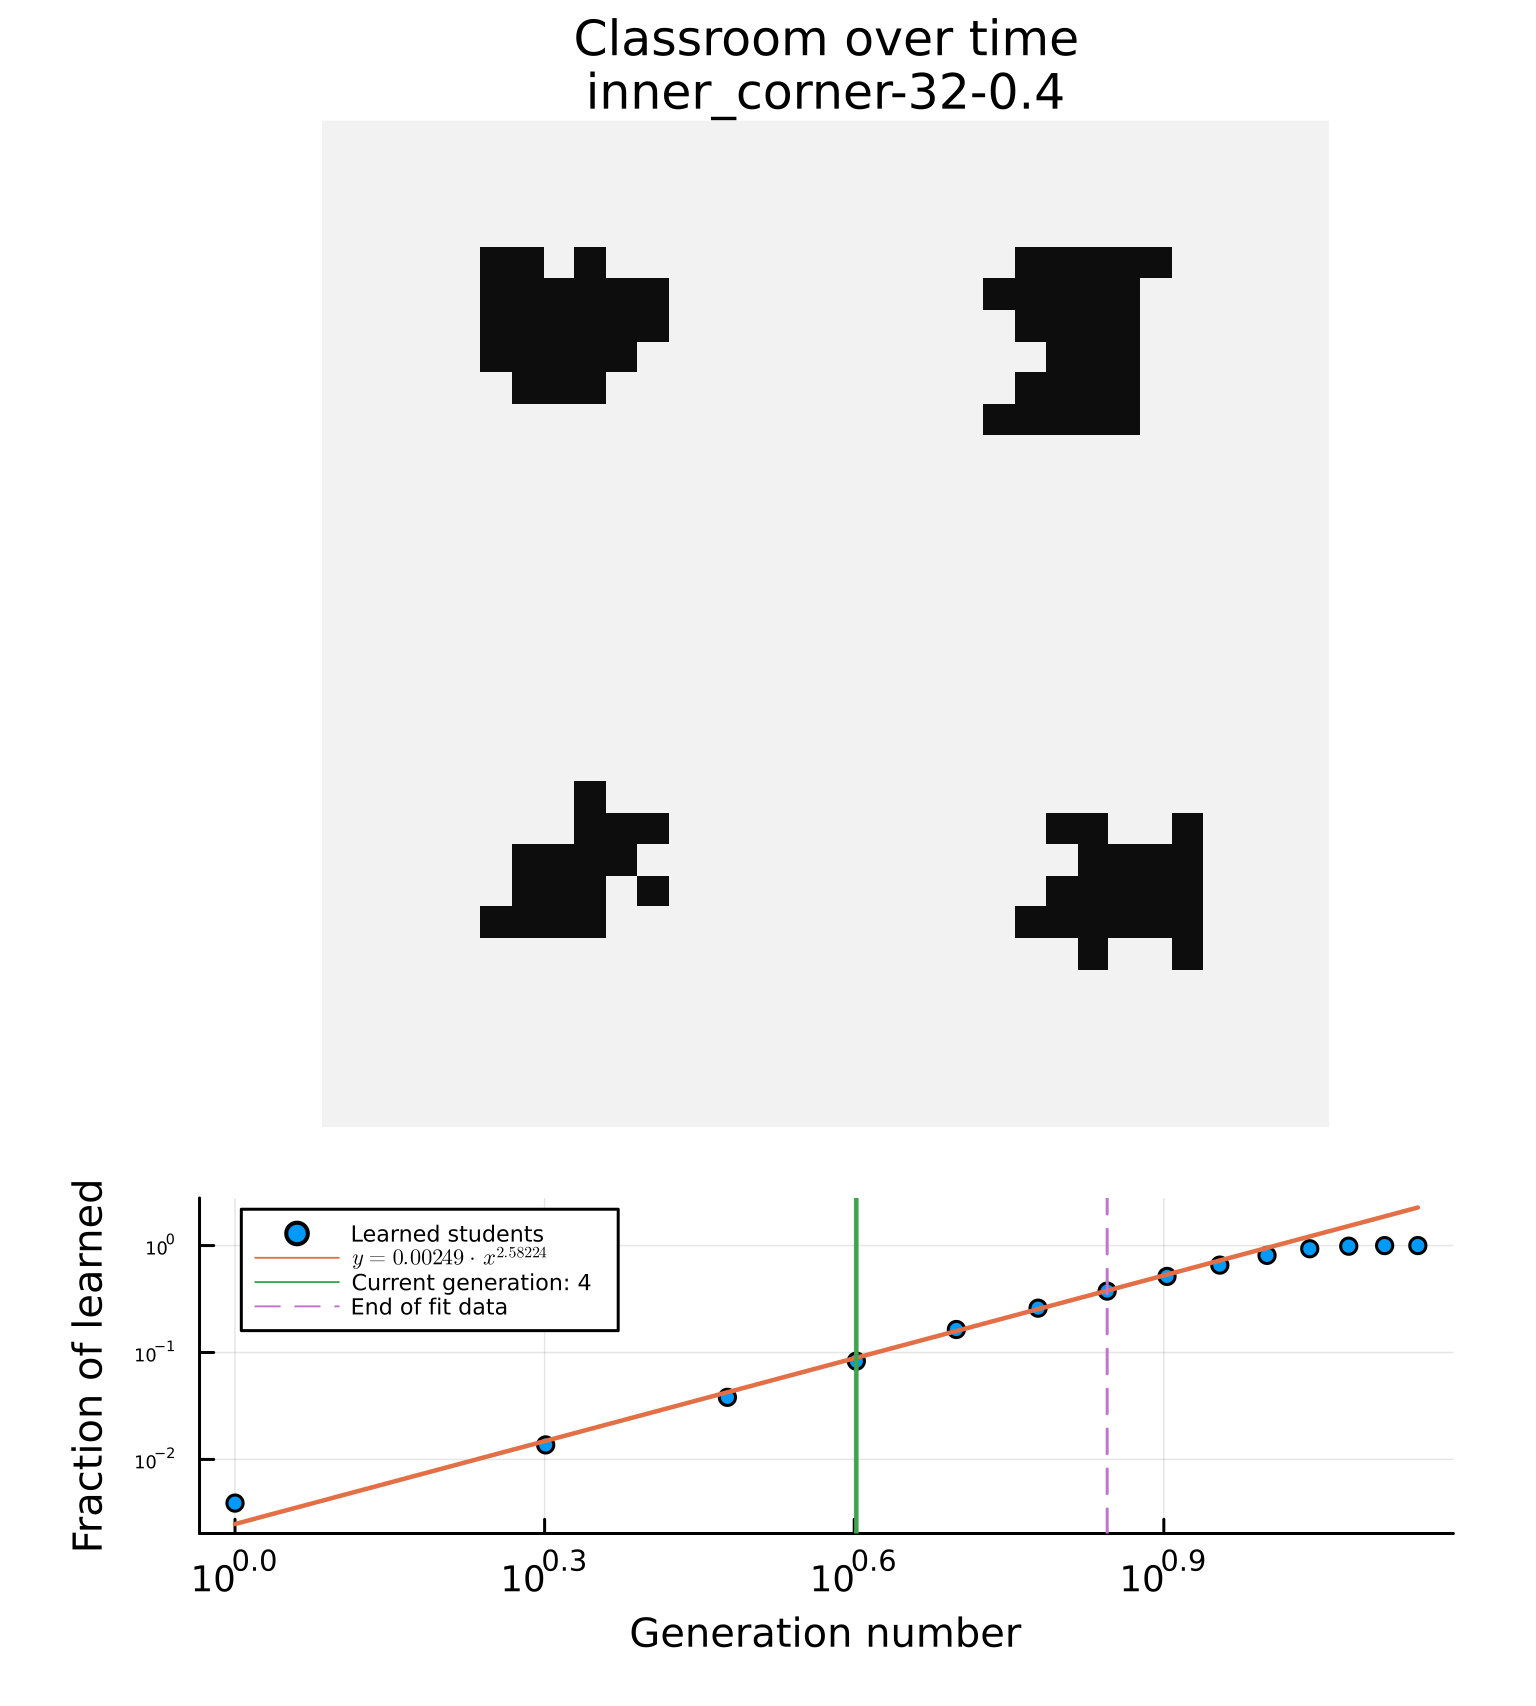 Classroom over time
inner_corner-32-0.4
Fraction of learned
10⁰
10⁻¹
10⁻²
Learned students
y = 0.00249 · x^2.58224
Current generation: 4
End of fit data
10^0.0 10^0.3 10^0.6 10^0.9
Generation number